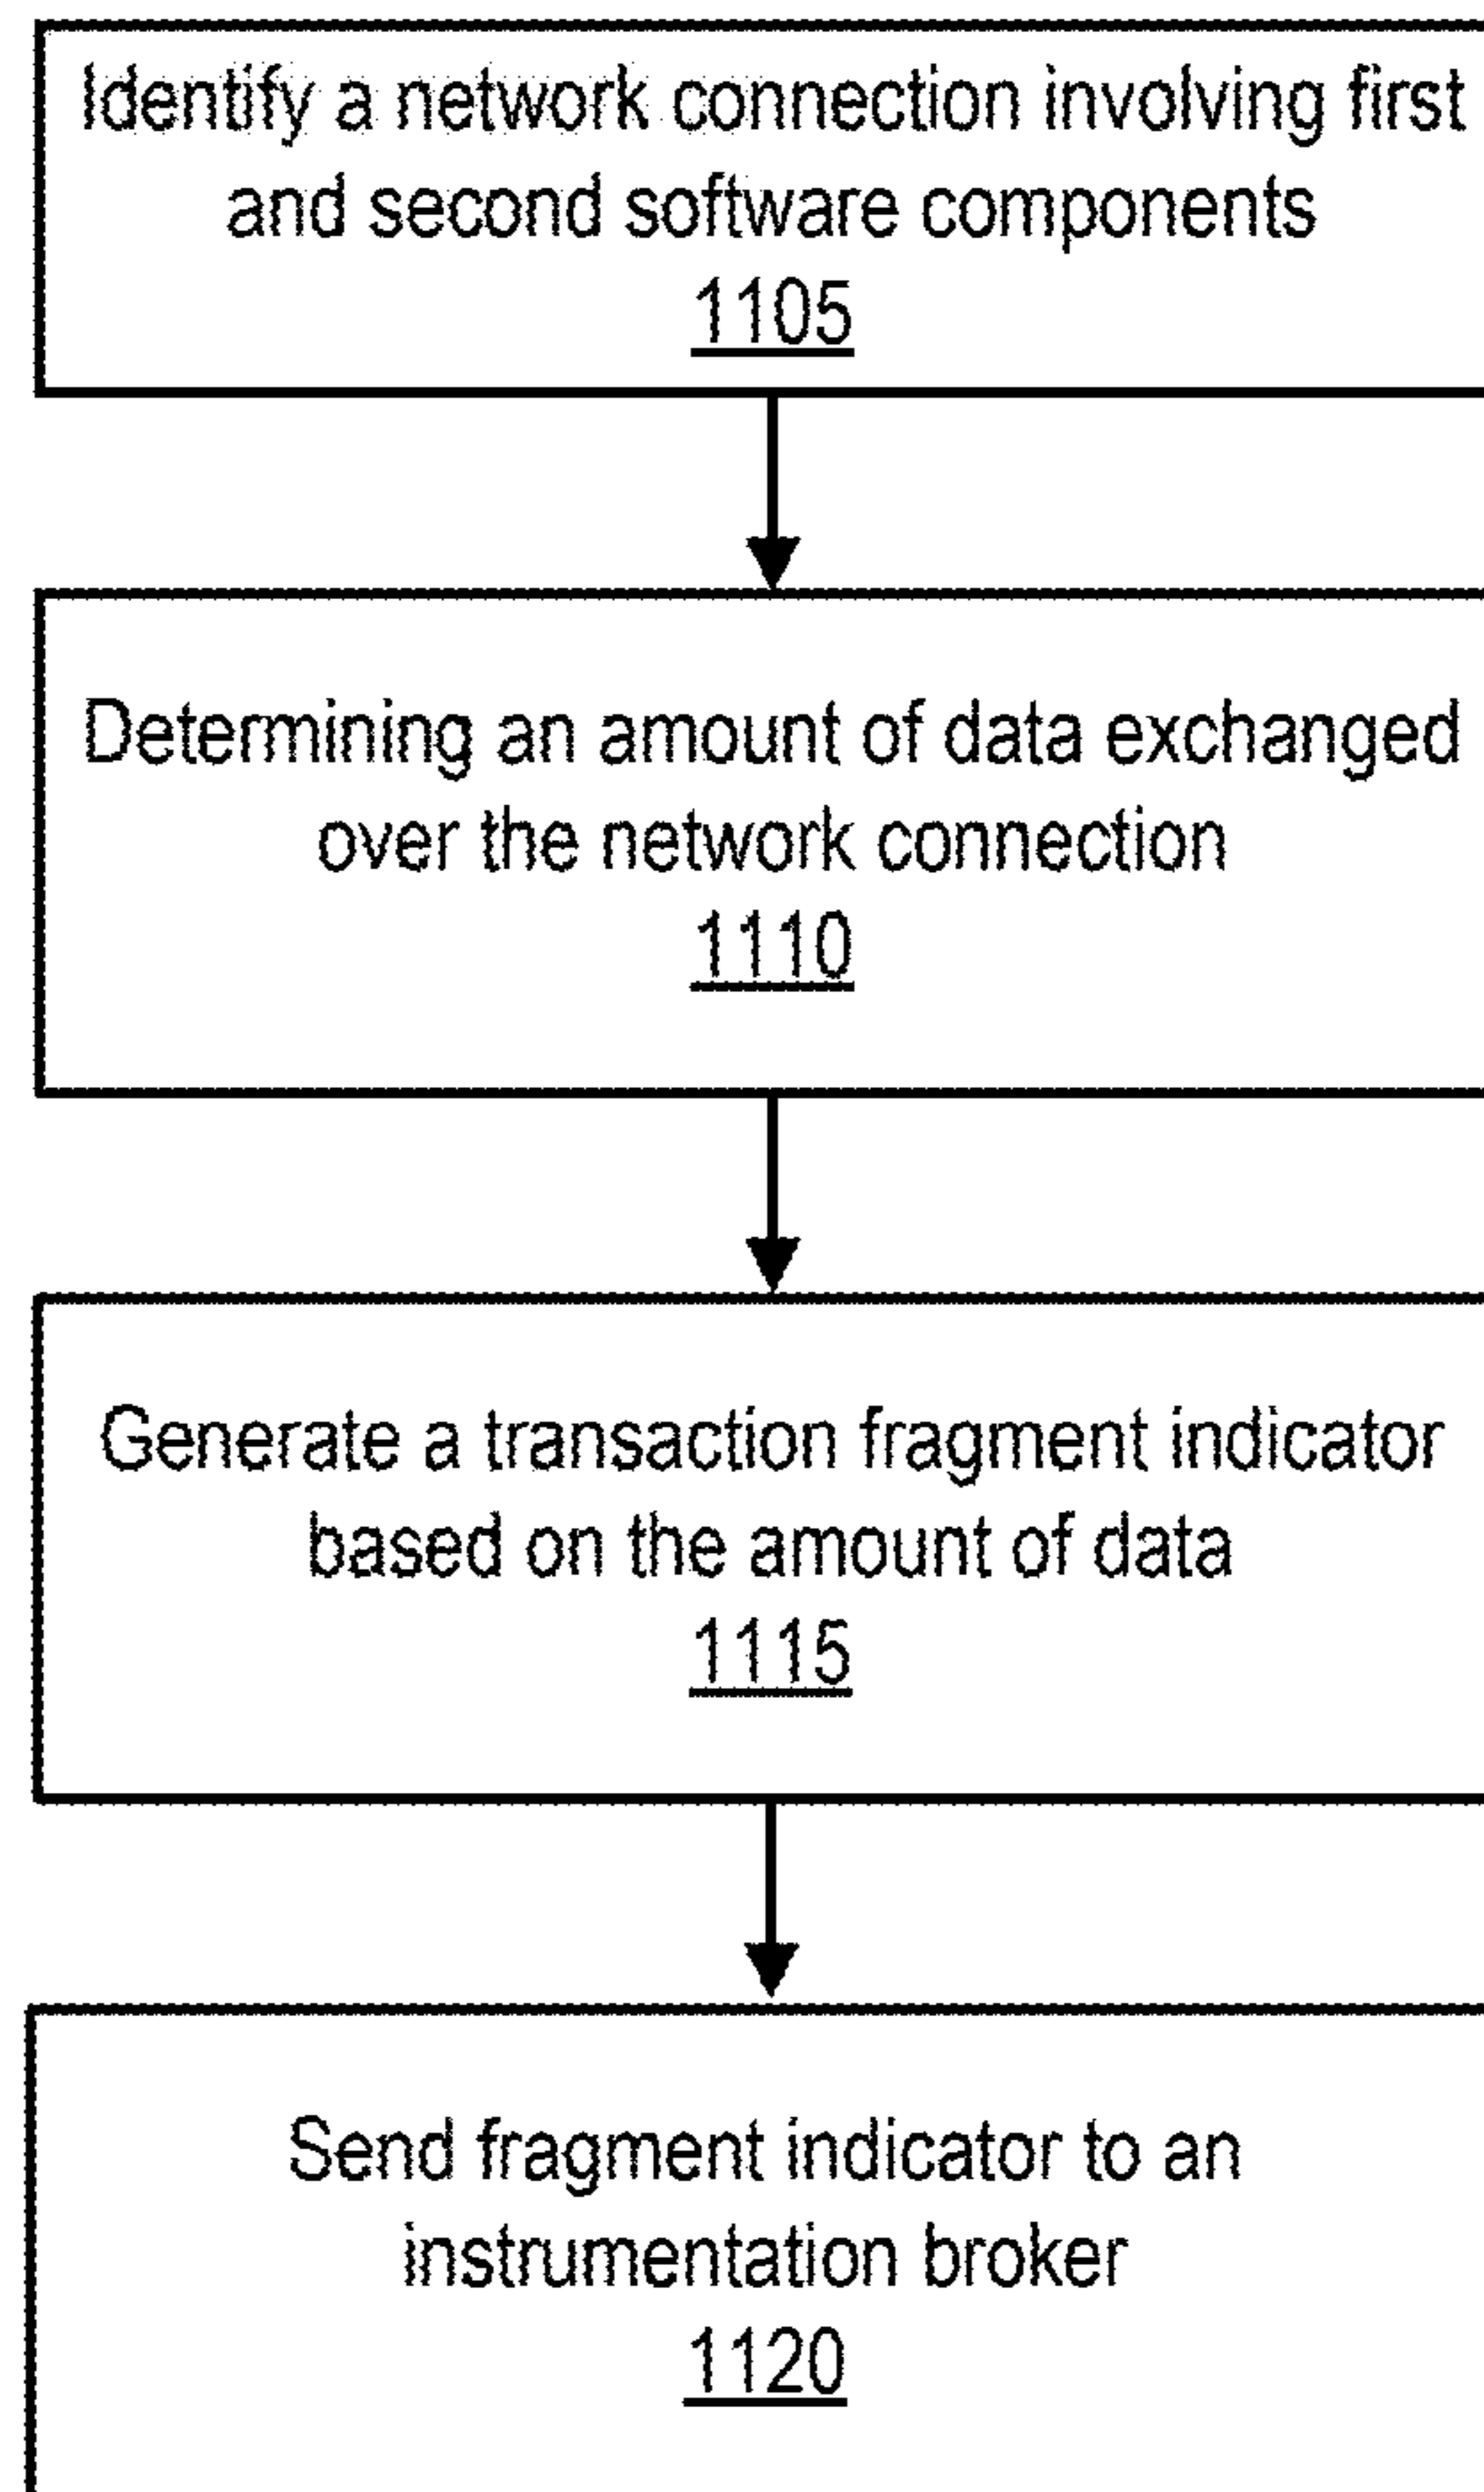 Identify a network connection involving first
and second software components
1105
Determining an amount of data exchanged
over the network connection
1110
Generate a transaction fragment indicator
based on the amount of data
1115
Send fragment indicator to an
instrumentation broker
1120